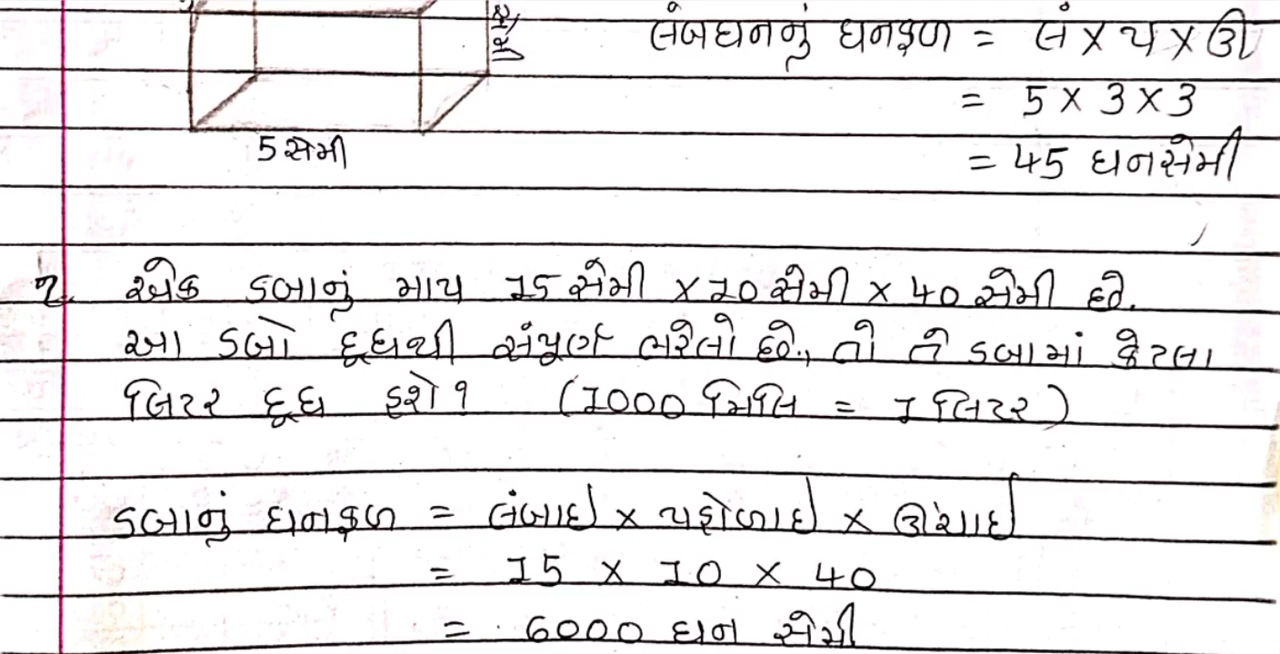 લંબઘનનું ઘનફળ = લં × પ × ઊ
= 5 × 3 × 3
5 સેમી
= 45 ઘનસેમી
2. એક ડબાનું માપ 15 સેમી × 10 સેમી × 40 સેમી છે.
આ ડબો દૂધથી સંપૂર્ણ ભરેલો છે, તો તે ડબામાં કેટલા
લિટર દૂધ હશે ? (1000 મિલિ = 1 લિટર)
ડબાનું ઘનફળ = લંબાઈ × પહોળાઈ × ઊંચાઈ
= 15 × 10 × 40
= 6000 ઘન સેમી